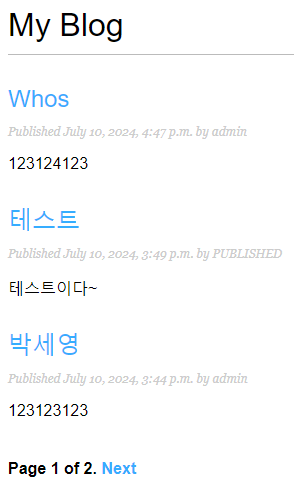 My Blog
Whos
Published July 10, 2024, 4:47 p.m. by admin
123124123
테스트
Published July 10, 2024, 3:49 p.m. by PUBLISHED
테스트이다~
박세영
Published July 10, 2024, 3:44 p.m. by admin
123123123
Page 1 of 2. Next